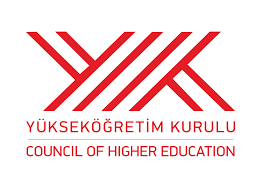 YÜKSEKÖĞRETİM KURULU
COUNCIL OF HIGHER EDUCATION